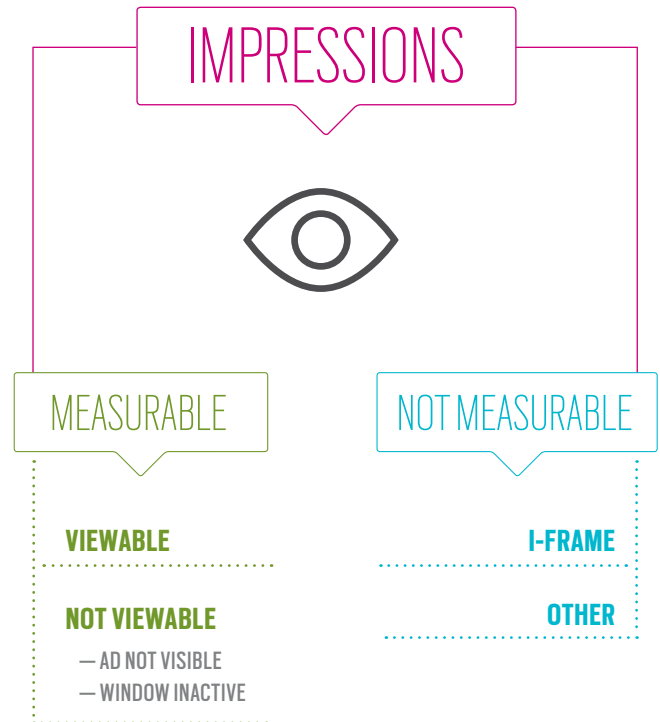 IMPRESSIONS
MEASURABLE
VIEWABLE
NOT VIEWABLE
— AD NOT VISIBLE
— WINDOW INACTIVE
NOT MEASURABLE
I-FRAME
OTHER